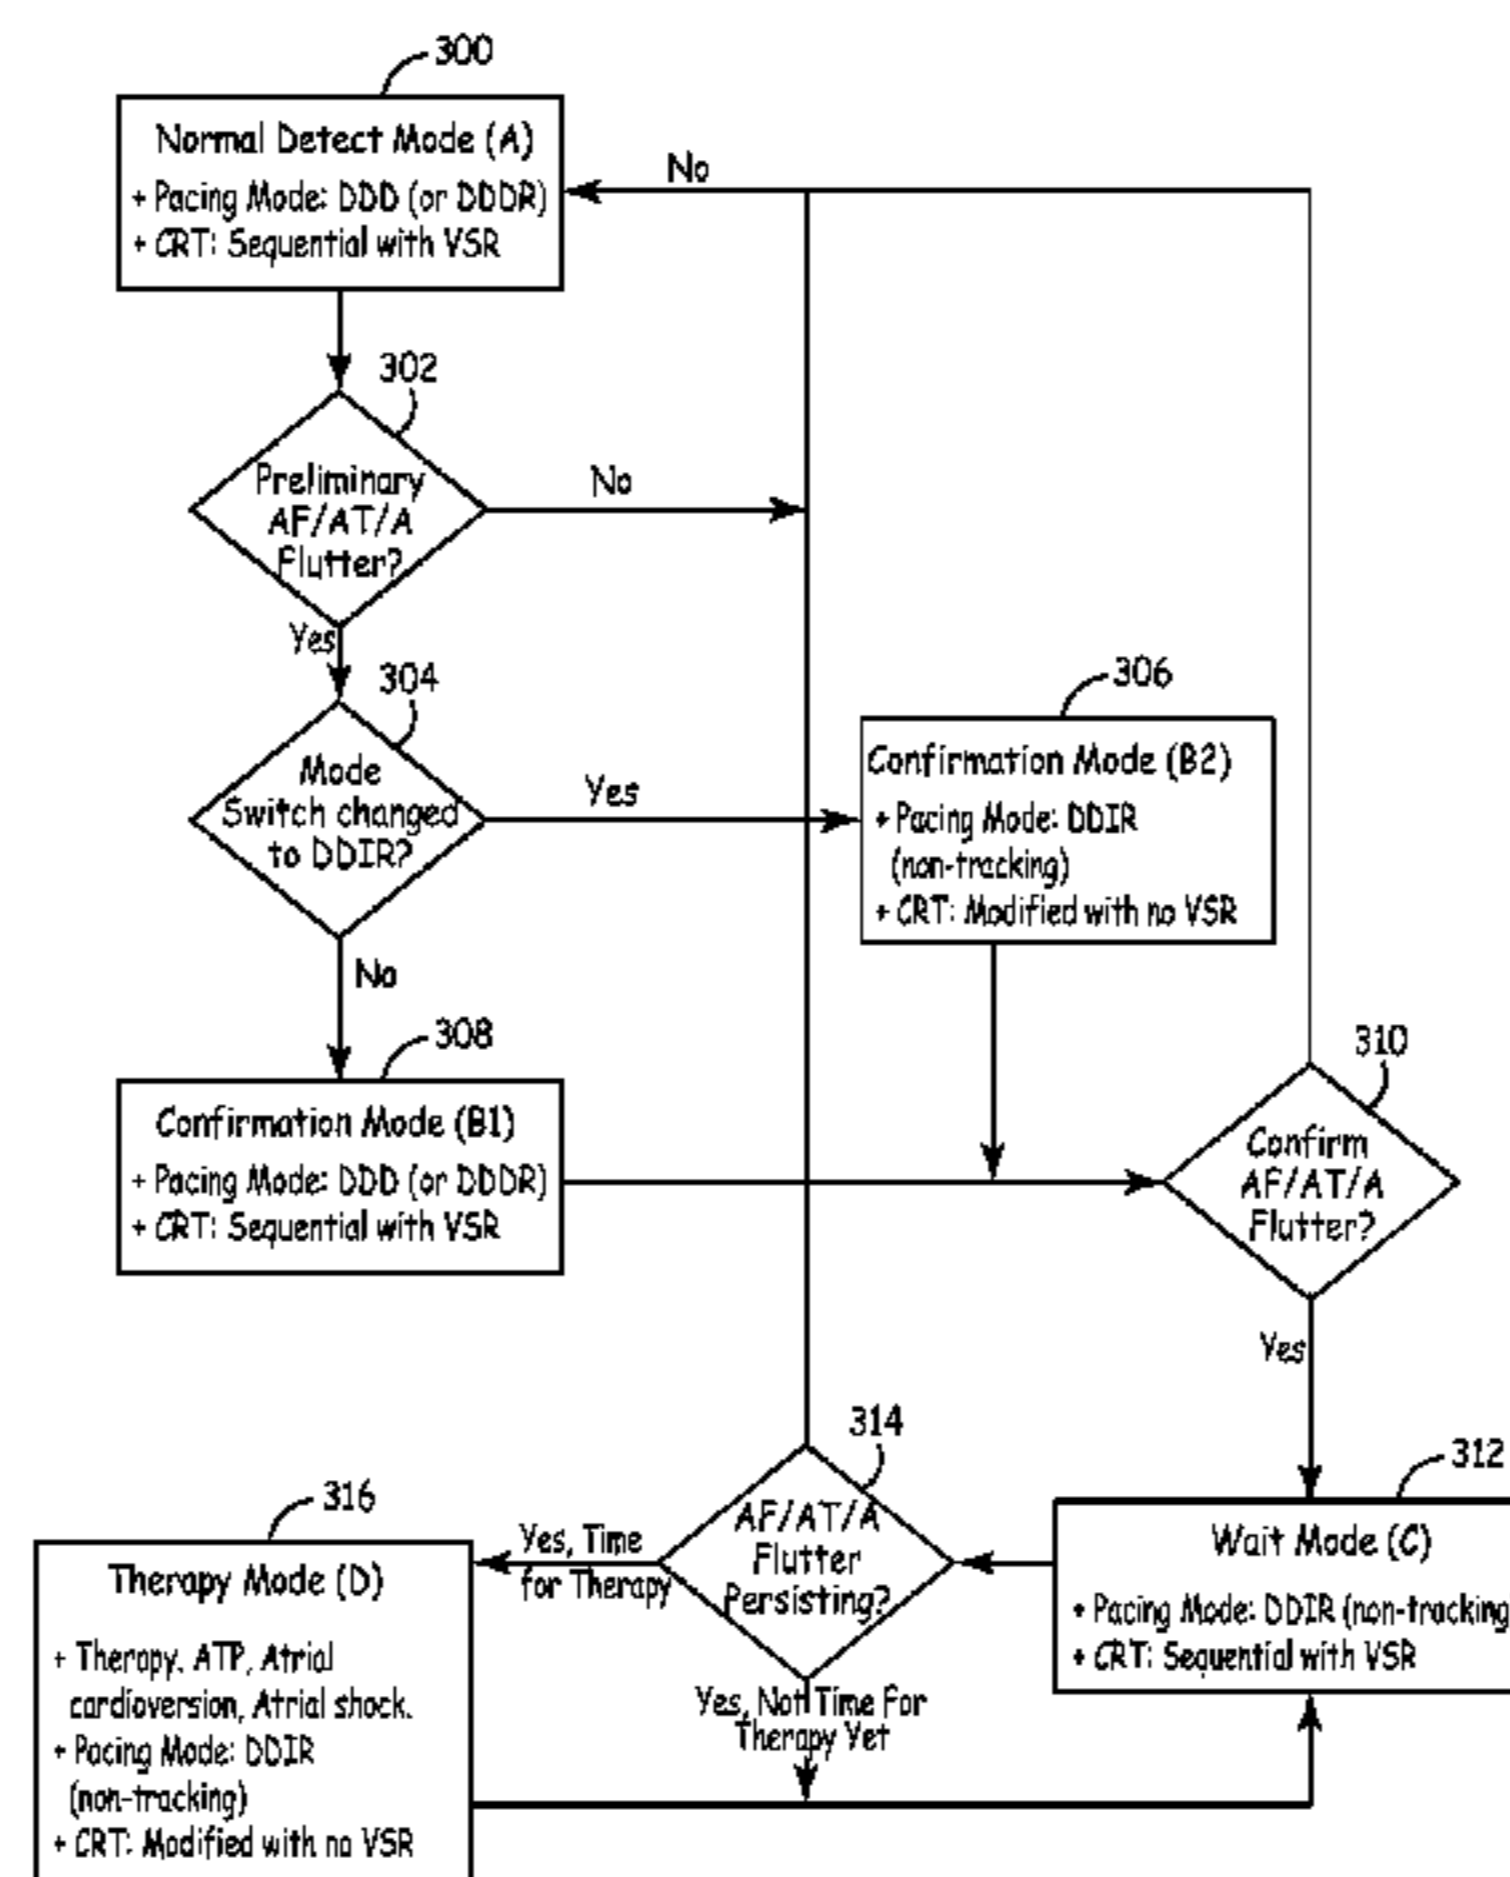 300
Normal Detect Mode (A)
+ Pacing Mode: DDD (or DDDR)
+ CRT: Sequential with VSR
No
302
Preliminary
AF/AT/A
Flutter?
No
Yes
304
Mode
Switch changed
to DDIR?
Yes
No
306
Confirmation Mode (B2)
+ Pacing Mode: DDIR
(non-tracking)
+ CRT: Modified with no VSR
308
Confirmation Mode (B1)
+ Pacing Mode: DDD (or DDDR)
+ CRT: Sequential with VSR
310
Confirm
AF/AT/A
Flutter?
Yes
312
Wait Mode (C)
+ Pacing Mode: DDIR (non-tracking
+ CRT: Sequential with VSR
314
AF/AT/A
Flutter
Persisting?
Yes, Time
for Therapy
Yes, Not Time For
Therapy Yet
316
Therapy Mode (D)
+ Therapy. ATP, Atrial
cardioversion, Atrial shock.
+ Pacing Mode: DDIR
(non-tracking)
+ CRT: Modified with no VSR